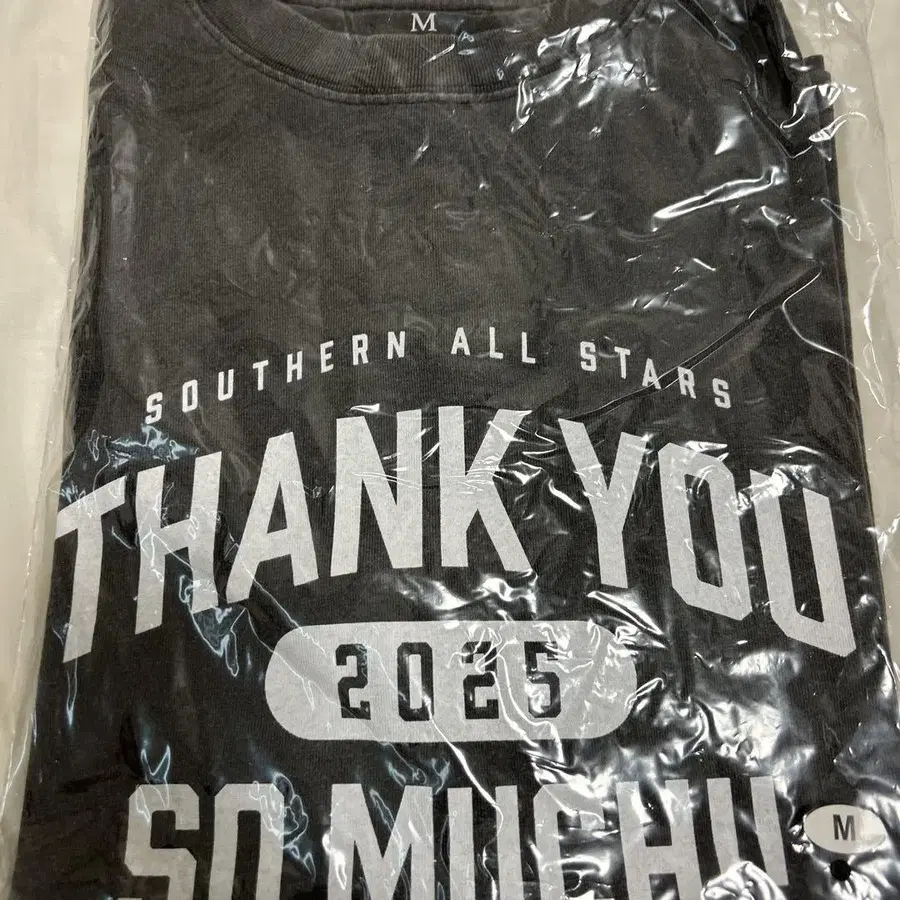 M
SOUTHERN ALL STARS
THANK YOU
2025
SO MUCH!!
M